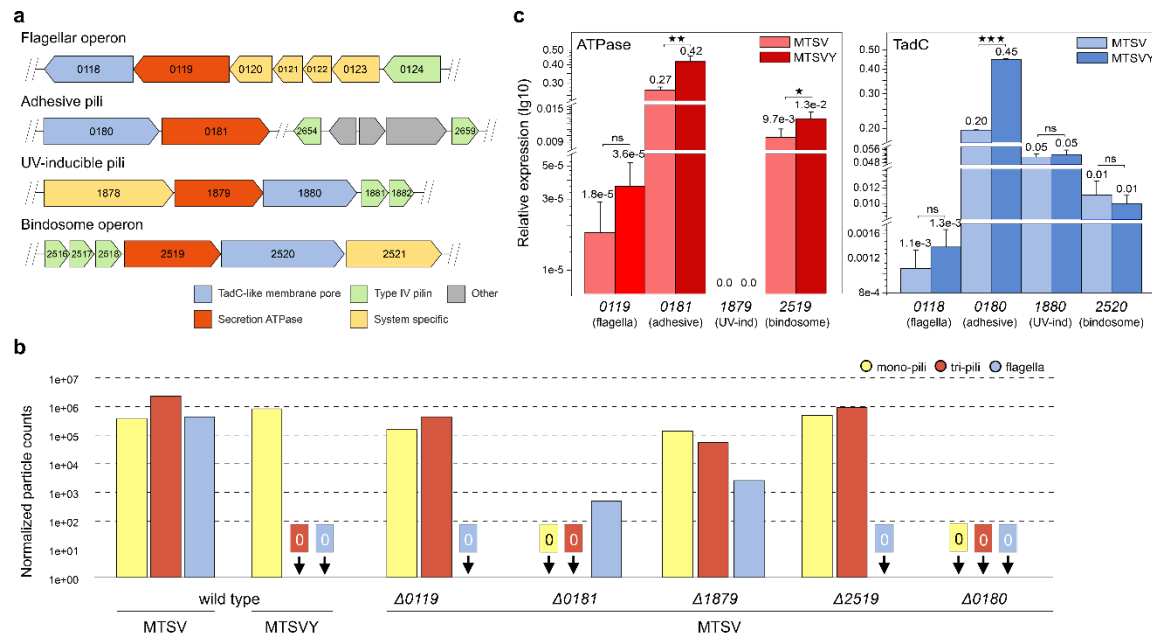 a
Flagellar operon
0118 0119 0120 0121 0122 0123 0124
Adhesive pili
0180 0181 2654 2659
UV-inducible pili
1878 1879 1880 1881 1882
Bindosome operon
2516 2517 2518 2519 2520 2521
TadC-like membrane pore Type IV pilin Other
Secretion ATPase System specific
c
Relative expression (lg10)
ATPase
MTSV
MTSVY
0.50
0.40
0.30
0.20
0.015
0.009
5e-5
3e-5
1e-5
ns
1.8e-5
3.6e-5
★★
0.27
0.42
0.0 0.0
★
9.7e-3
1.3e-2
0119 0181 1879 2519
(flagella) (adhesive) (UV-ind) (bindosome)
TadC
MTSV
MTSVY
0.50
0.40
0.30
0.20
0.056
0.048
0.012
0.010
0.0016
0.0012
8e-4
ns
1.1e-3
1.3e-3
★★★
0.20
0.45
ns
0.05
0.05
ns
0.01
0.01
0118 0180 1880 2520
(flagella) (adhesive) (UV-ind) (bindosome)
b
mono-pili tri-pili flagella
Normalized particle counts
1e+07
1e+06
1e+05
1e+04
1e+03
1e+02
1e+01
1e+00
0 0 0 0 0 0 0 0 0
wild type Δ0119 Δ0181 Δ1879 Δ2519 Δ0180
MTSV MTSVY MTSV